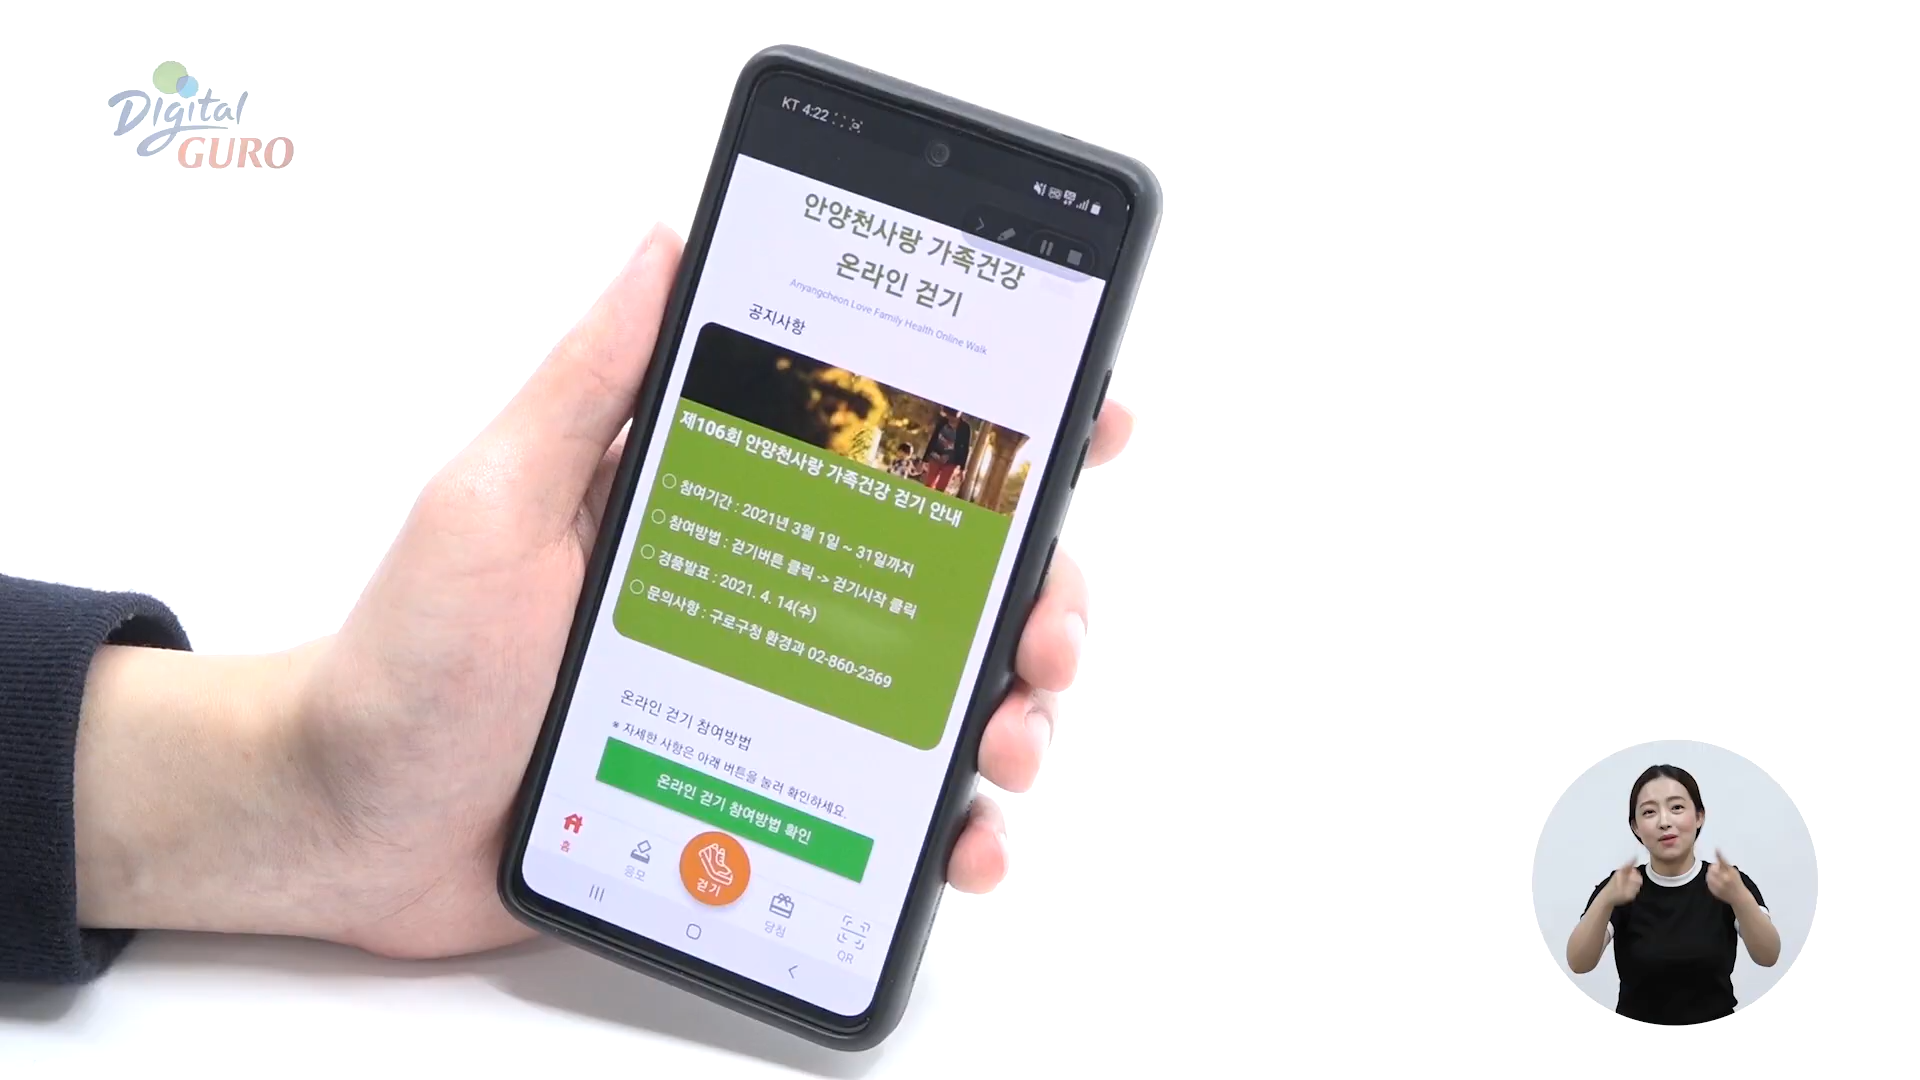 Digital
GURO
KT 4:22
안양천사랑 가족건강
온라인 걷기
Anyangcheon Love Family Health Online Walk
공지사항
제106회 안양천사랑 가족건강 걷기 안내
○ 참여기간 : 2021년 3월 1일 ~ 31일까지
○ 참여방법 : 걷기버튼 클릭 -> 걷기시작 클릭
○ 경품발표 : 2021. 4. 14(수)
○ 문의사항 : 구로구청 환경과 02-860-2369
온라인 걷기 참여방법
* 자세한 사항은 아래 버튼을 눌러 확인하세요.
온라인 걷기 참여방법 확인
홈
응모
걷기
당첨
QR